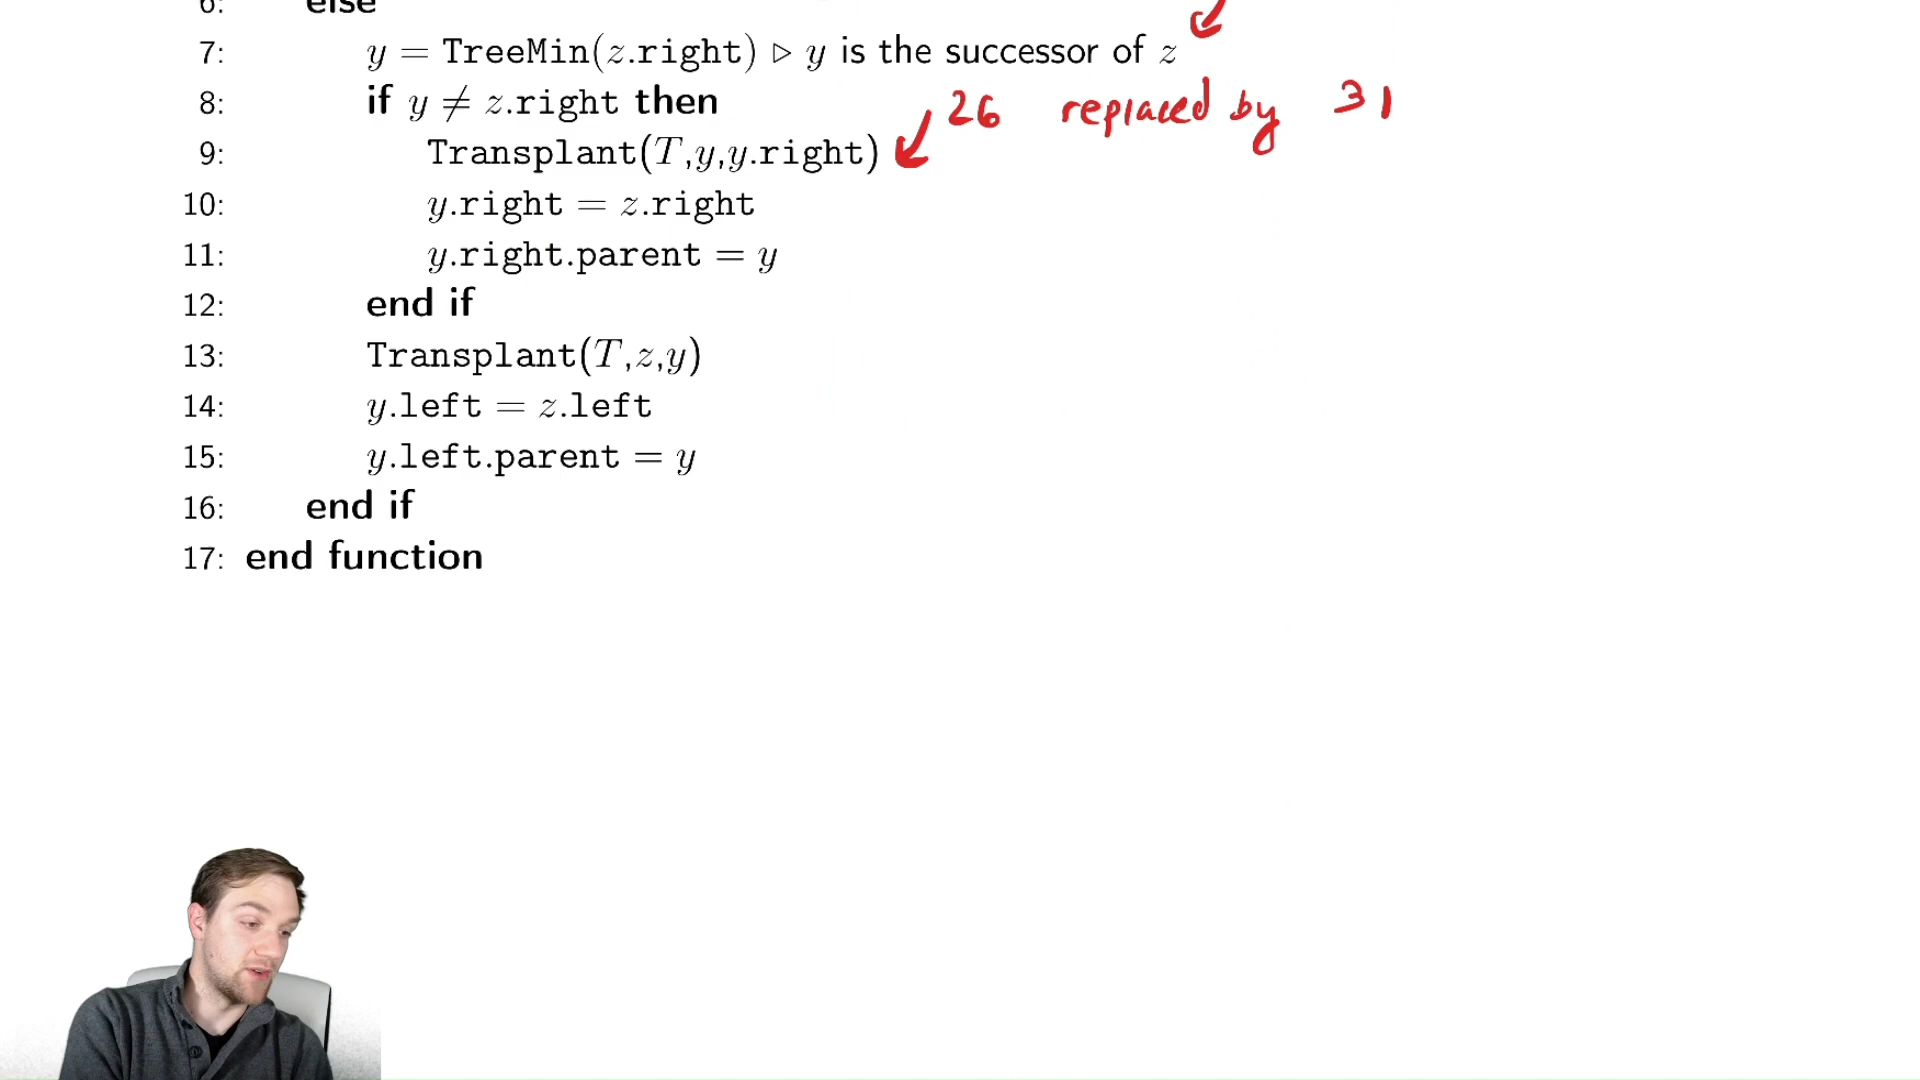 6: else
7: y = TreeMin(z.right) ▷ y is the successor of z
8: if y ≠ z.right then
26 replaced by 31
9: Transplant(T,y,y.right)
10: y.right = z.right
11: y.right.parent = y
12: end if
13: Transplant(T,z,y)
14: y.left = z.left
15: y.left.parent = y
16: end if
17: end function